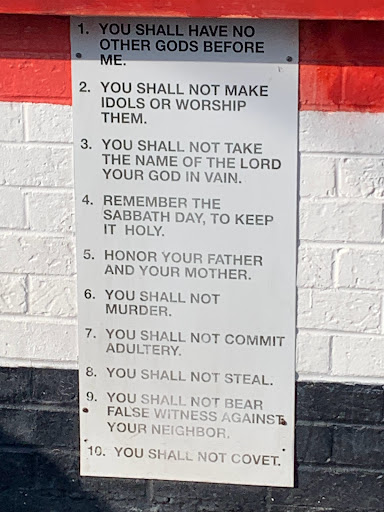 1. YOU SHALL HAVE NO
OTHER GODS BEFORE
ME.
2. YOU SHALL NOT MAKE
IDOLS OR WORSHIP
THEM.
3. YOU SHALL NOT TAKE
THE NAME OF THE LORD
YOUR GOD IN VAIN.
4. REMEMBER THE
SABBATH DAY, TO KEEP
IT HOLY.
5. HONOR YOUR FATHER
AND YOUR MOTHER.
6. YOU SHALL NOT
MURDER.
7. YOU SHALL NOT COMMIT
ADULTERY.
8. YOU SHALL NOT STEAL.
9. YOU SHALL NOT BEAR
FALSE WITNESS AGAINST
YOUR NEIGHBOR.
10. YOU SHALL NOT COVET.